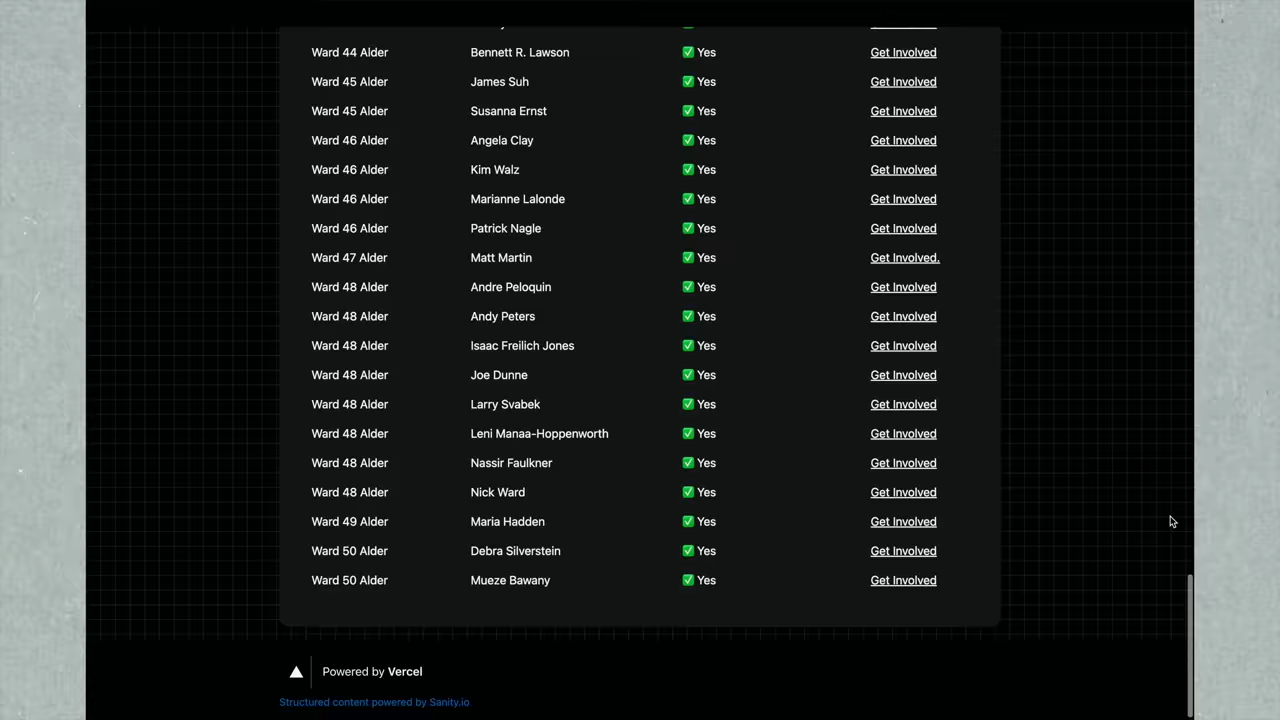 Ward 44 Alder Bennett R. Lawson ✅ Yes Get Involved
Ward 45 Alder James Suh ✅ Yes Get Involved
Ward 45 Alder Susanna Ernst ✅ Yes Get Involved
Ward 46 Alder Angela Clay ✅ Yes Get Involved
Ward 46 Alder Kim Walz ✅ Yes Get Involved
Ward 46 Alder Marianne Lalonde ✅ Yes Get Involved
Ward 46 Alder Patrick Nagle ✅ Yes Get Involved
Ward 47 Alder Matt Martin ✅ Yes Get Involved.
Ward 48 Alder Andre Peloquin ✅ Yes Get Involved
Ward 48 Alder Andy Peters ✅ Yes Get Involved
Ward 48 Alder Isaac Freilich Jones ✅ Yes Get Involved
Ward 48 Alder Joe Dunne ✅ Yes Get Involved
Ward 48 Alder Larry Svabek ✅ Yes Get Involved
Ward 48 Alder Leni Manaa-Hoppenworth ✅ Yes Get Involved
Ward 48 Alder Nassir Faulkner ✅ Yes Get Involved
Ward 48 Alder Nick Ward ✅ Yes Get Involved
Ward 49 Alder Maria Hadden ✅ Yes Get Involved
Ward 50 Alder Debra Silverstein ✅ Yes Get Involved
Ward 50 Alder Mueze Bawany ✅ Yes Get Involved
Powered by Vercel
Structured content powered by Sanity.io